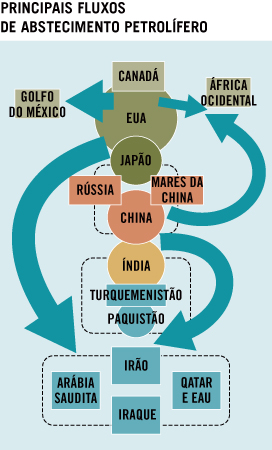 PRINCIPAIS FLUXOS
DE ABASTECIMENTO PETROLÍFERO
CANADÁ
GOLFO
DO MÉXICO
ÁFRICA
OCIDENTAL
EUA
JAPÃO
RÚSSIA
MARES DA
CHINA
CHINA
ÍNDIA
TURQUEMENISTÃO
PAQUISTÃO
IRÃO
ARÁBIA
SAUDITA
QATAR
E EAU
IRAQUE